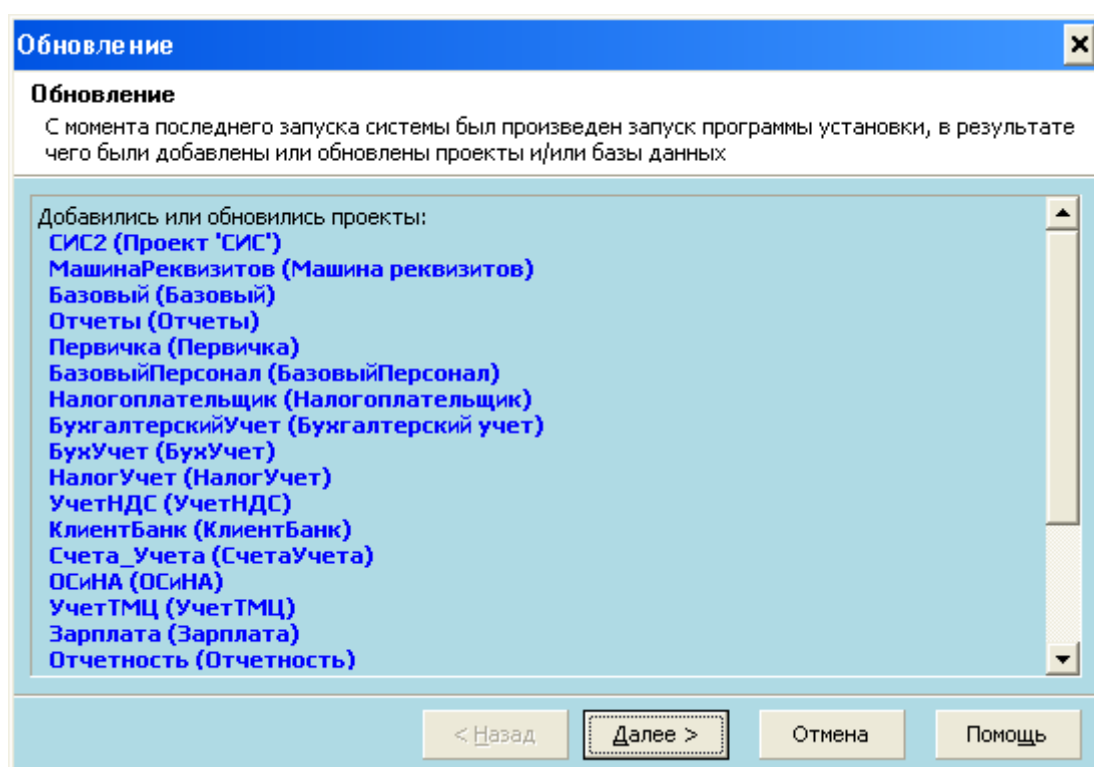 Обновление
Обновление
С момента последнего запуска системы был произведен запуск программы установки, в результате
чего были добавлены или обновлены проекты и/или базы данных
Добавились или обновились проекты:
СИС2 (Проект 'СИС')
МашинаРеквизитов (Машина реквизитов)
Базовый (Базовый)
Отчеты (Отчеты)
Первичка (Первичка)
БазовыйПерсонал (БазовыйПерсонал)
Налогоплательщик (Налогоплательщик)
БухгалтерскийУчет (Бухгалтерский учет)
БухУчет (БухУчет)
НалогУчет (НалогУчет)
УчетНДС (УчетНДС)
КлиентБанк (КлиентБанк)
Счета_Учета (СчетаУчета)
ОСиНА (ОСиНА)
УчетТМЦ (УчетТМЦ)
Зарплата (Зарплата)
Отчетность (Отчетность)
< Назад Далее > Отмена Помощь